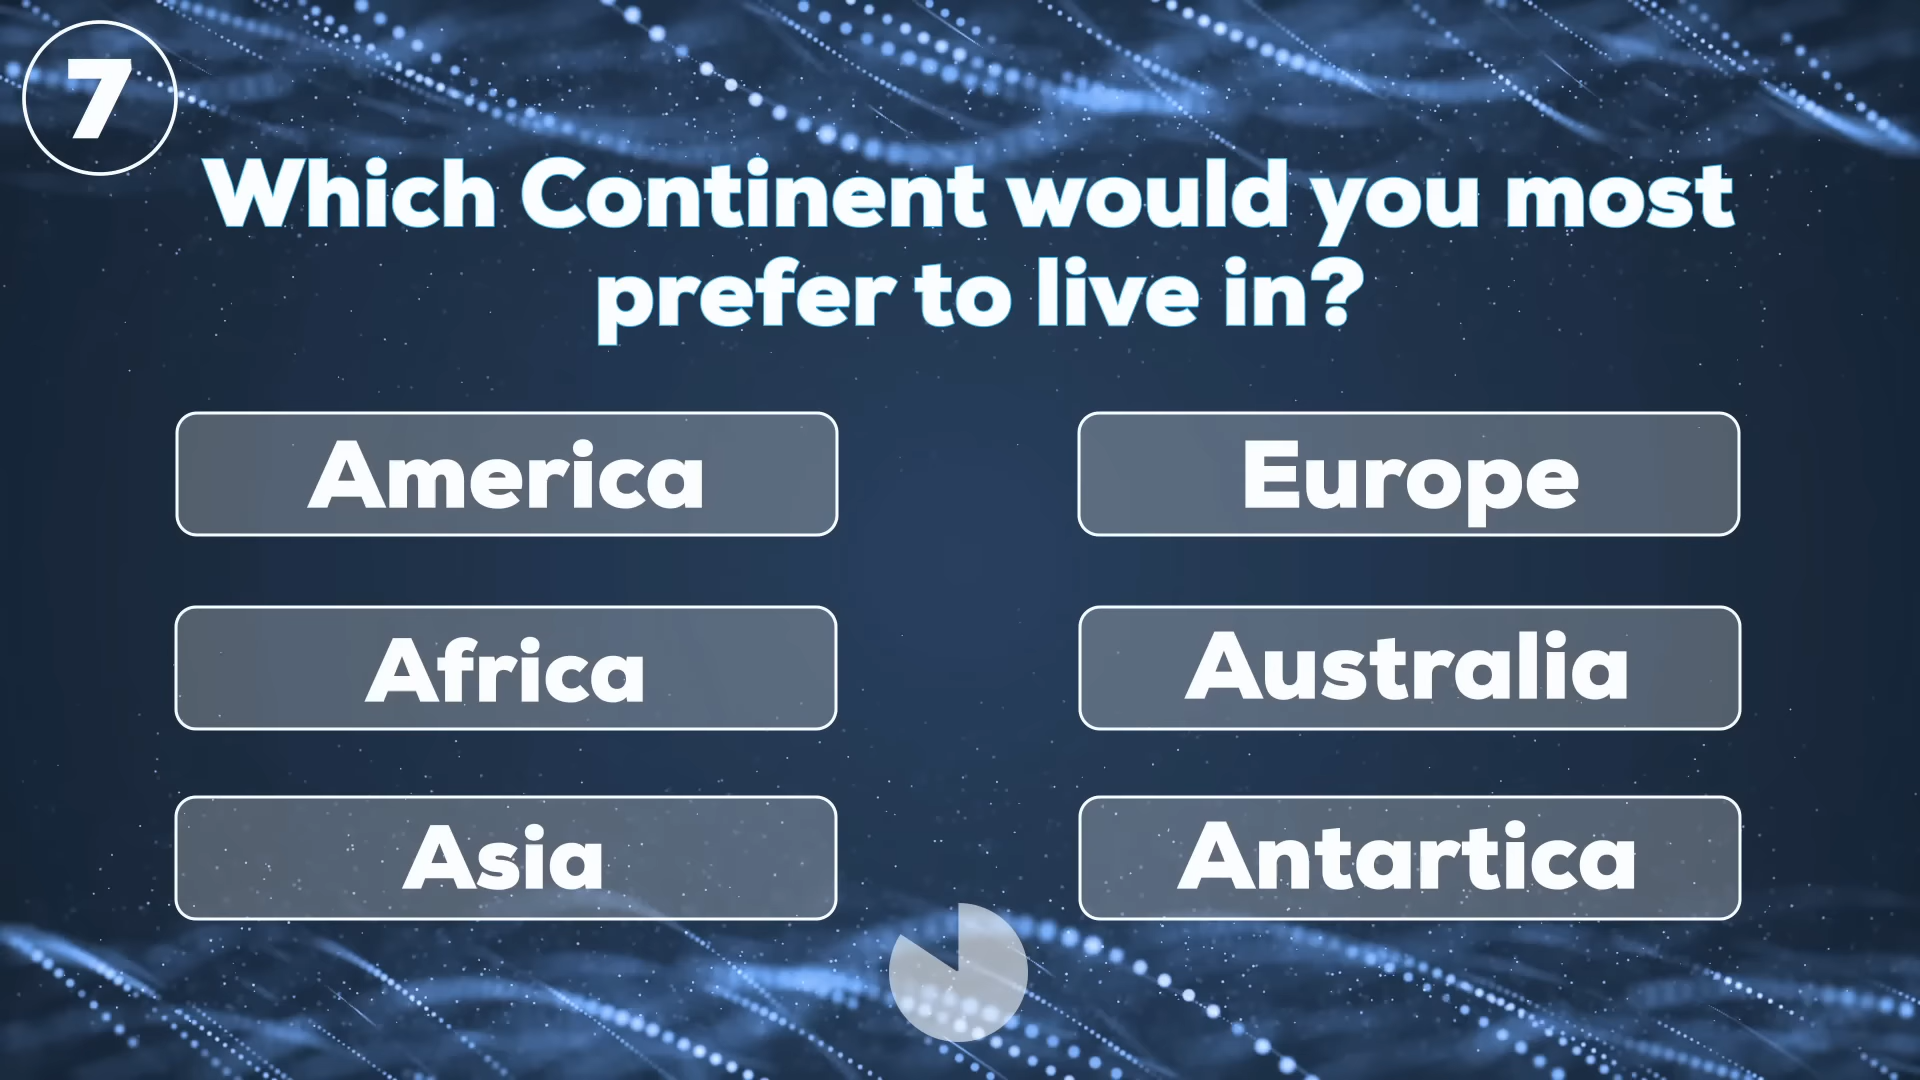 7
Which Continent would you most
prefer to live in?
America
Europe
Africa
Australia
Asia
Antartica